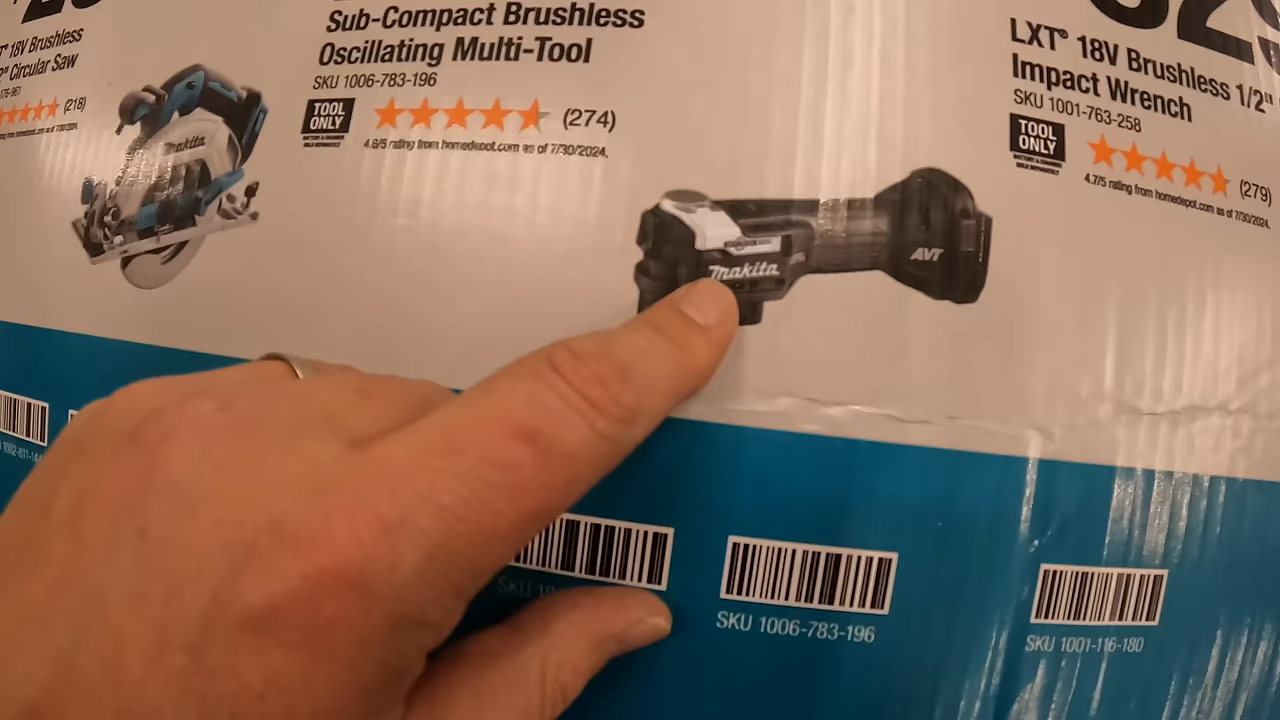 18V Brushless
Circular Saw
(218)
Makita
Sub-Compact Brushless
Oscillating Multi-Tool
SKU 1006-783-196
TOOL
ONLY
(274)
4.6/5 rating from homedepot.com as of 7/30/2024.
Makita
AVT
LXT® 18V Brushless 1/2"
Impact Wrench
SKU 1001-763-258
TOOL
ONLY
(279)
4.7/5 rating from homedepot.com as of 7/30/2024.
SKU
SKU 1006-783-196
SKU 1001-116-180